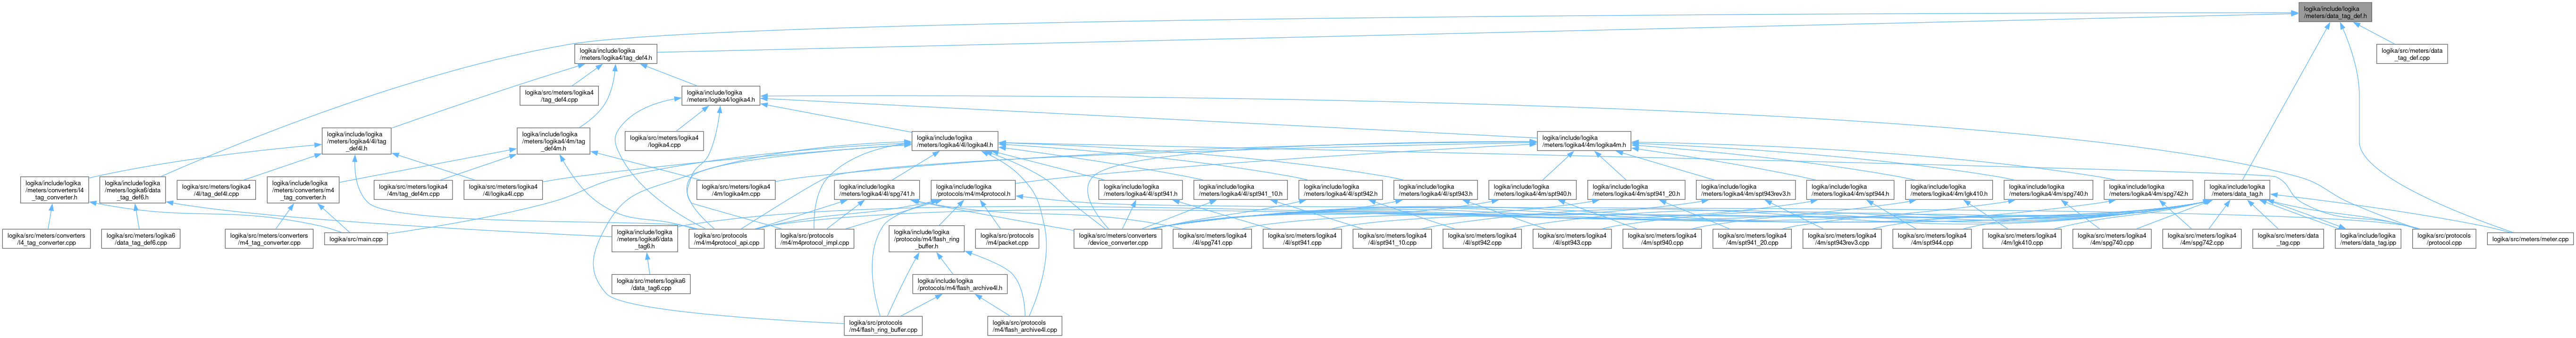 logika/include/logika
/meters/data_tag_def.h
logika/include/logika
/meters/logika4/tag_def4.h
logika/src/meters/data
_tag_def.cpp
logika/src/meters/logika4
/tag_def4.cpp
logika/include/logika
/meters/logika4/logika4.h
logika/include/logika
/meters/logika4/4l/tag
_def4l.h
logika/include/logika
/meters/logika4/4m/tag
_def4m.h
logika/src/meters/logika4
/logika4.cpp
logika/include/logika
/meters/logika4/4l/logika4l.h
logika/include/logika
/meters/logika4/4m/logika4m.h
logika/include/logika
/meters/converters/l4
_tag_converter.h
logika/include/logika
/meters/logika6/data
_tag_def6.h
logika/src/meters/logika4
/4l/tag_def4l.cpp
logika/include/logika
/meters/converters/m4
_tag_converter.h
logika/src/meters/logika4
/4m/tag_def4m.cpp
logika/src/meters/logika4
/4l/logika4l.cpp
logika/src/meters/logika4
/4m/logika4m.cpp
logika/include/logika
/meters/logika4/4l/spg741.h
logika/include/logika
/protocols/m4/m4protocol.h
logika/include/logika
/meters/logika4/4l/spt941.h
logika/include/logika
/meters/logika4/4l/spt941_10.h
logika/include/logika
/meters/logika4/4l/spt942.h
logika/include/logika
/meters/logika4/4l/spt943.h
logika/include/logika
/meters/logika4/4m/spt940.h
logika/include/logika
/meters/logika4/4m/spt941_20.h
logika/include/logika
/meters/logika4/4m/spt943rev3.h
logika/include/logika
/meters/logika4/4m/spt944.h
logika/include/logika
/meters/logika4/4m/lgk410.h
logika/include/logika
/meters/logika4/4m/spg740.h
logika/include/logika
/meters/logika4/4m/spg742.h
logika/include/logika
/meters/data_tag.h
logika/src/meters/converters
/l4_tag_converter.cpp
logika/src/meters/logika6
/data_tag_def6.cpp
logika/src/meters/converters
/m4_tag_converter.cpp
logika/src/main.cpp
logika/include/logika
/meters/logika6/data
_tag6.h
logika/src/protocols
/m4/m4protocol_api.cpp
logika/src/protocols
/m4/m4protocol_impl.cpp
logika/include/logika
/protocols/m4/flash_ring
_buffer.h
logika/src/protocols
/m4/packet.cpp
logika/src/meters/converters
/device_converter.cpp
logika/src/meters/logika4
/4l/spg741.cpp
logika/src/meters/logika4
/4l/spt941.cpp
logika/src/meters/logika4
/4l/spt941_10.cpp
logika/src/meters/logika4
/4l/spt942.cpp
logika/src/meters/logika4
/4l/spt943.cpp
logika/src/meters/logika4
/4m/spt940.cpp
logika/src/meters/logika4
/4m/spt941_20.cpp
logika/src/meters/logika4
/4m/spt943rev3.cpp
logika/src/meters/logika4
/4m/spt944.cpp
logika/src/meters/logika4
/4m/lgk410.cpp
logika/src/meters/logika4
/4m/spg740.cpp
logika/src/meters/logika4
/4m/spg742.cpp
logika/src/meters/data
_tag.cpp
logika/include/logika
/meters/data_tag.ipp
logika/src/protocols
/protocol.cpp
logika/src/meters/meter.cpp
logika/src/meters/logika6
/data_tag6.cpp
logika/include/logika
/protocols/m4/flash_archive4l.h
logika/src/protocols
/m4/flash_ring_buffer.cpp
logika/src/protocols
/m4/flash_archive4l.cpp